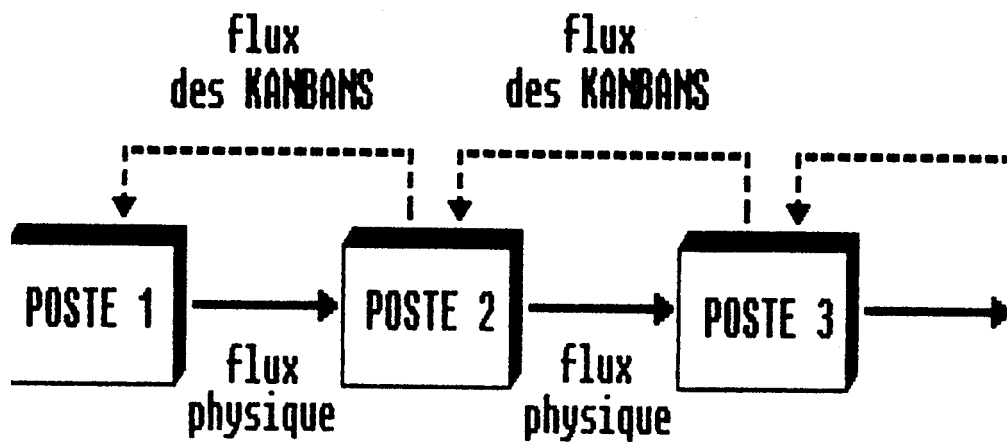 flux
des KANBANS
flux
des KANBANS
POSTE 1
POSTE 2
POSTE 3
flux
physique
flux
physique